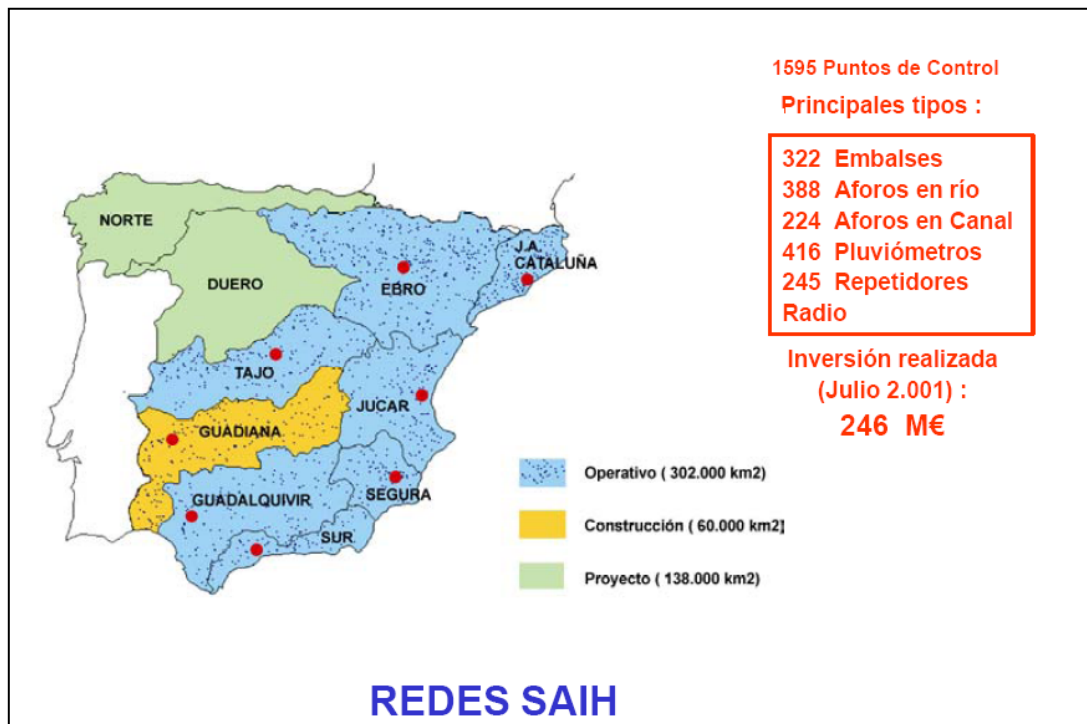 1595 Puntos de Control
Principales tipos :
322 Embalses
388 Aforos en río
224 Aforos en Canal
416 Pluviómetros
245 Repetidores
Radio
Inversión realizada
(Julio 2.001) :
246 M€
NORTE
DUERO
EBRO
J.A.
CATALUÑA
TAJO
JUCAR
GUADIANA
GUADALQUIVIR
SEGURA
SUR
Operativo ( 302.000 km2)
Construcción ( 60.000 km2)
Proyecto ( 138.000 km2)
REDES SAIH